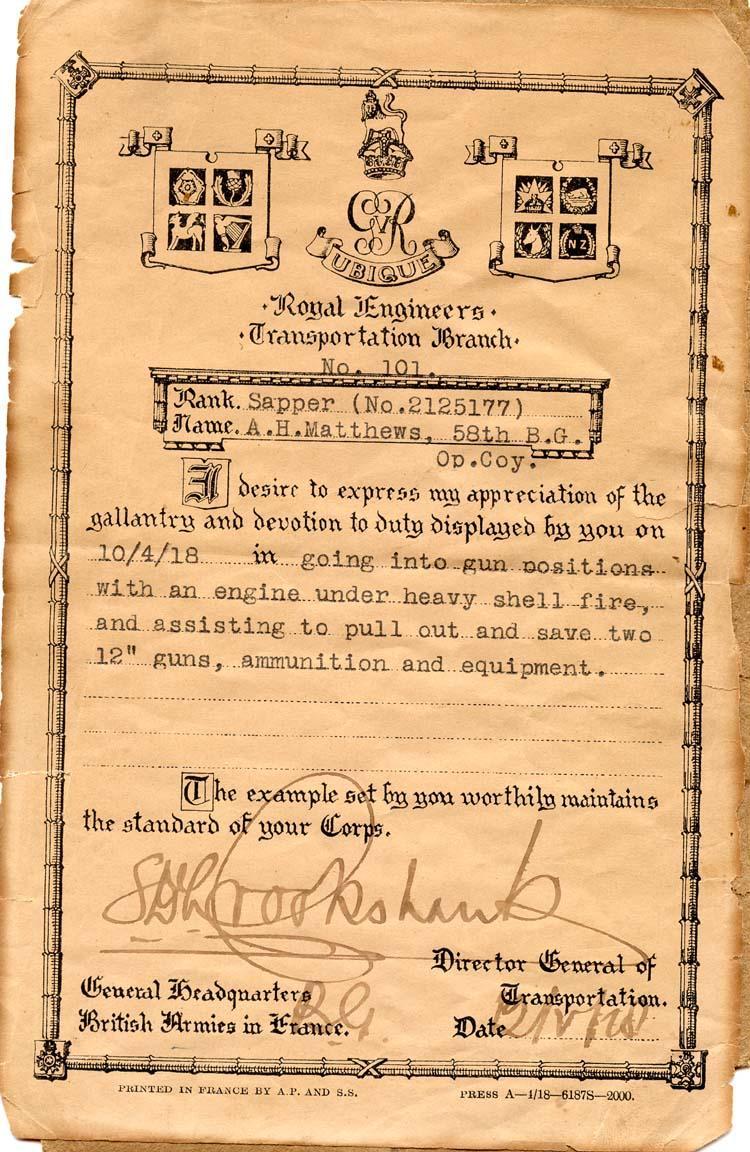 GVR
UBIQUE
NZ
·Royal Engineers·
·Transportation Branch·
No. 101.
Rank. Sapper (No.2125177)
Name. A.H.Matthews, 58th B.G.
Op.Coy.
I desire to express my appreciation of the
gallantry and devotion to duty displayed by you on
10/4/18 in going into gun positions
with an engine under heavy shell fire,
and assisting to pull out and save two
12" guns, ammunition and equipment.
The example set by you worthily maintains
the standard of your Corps.
SDCrookshank
Director General of
General Headquarters
Transportation.
British Armies in France.
B.G.
Date
PRINTED IN FRANCE BY A.P. AND S.S.
PRESS A—1/18—6187S—2000.